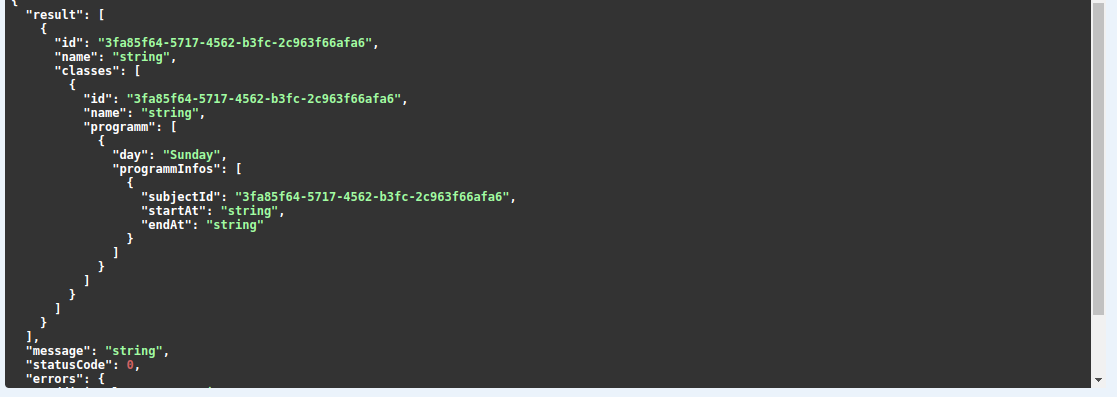 {
"result": [
{
"id": "3fa85f64-5717-4562-b3fc-2c963f66afa6",
"name": "string",
"classes": [
{
"id": "3fa85f64-5717-4562-b3fc-2c963f66afa6",
"name": "string",
"programm": [
{
"day": "Sunday",
"programmInfos": [
{
"subjectId": "3fa85f64-5717-4562-b3fc-2c963f66afa6",
"startAt": "string",
"endAt": "string"
}
]
}
]
}
]
}
],
"message": "string",
"statusCode": 0,
"errors": {